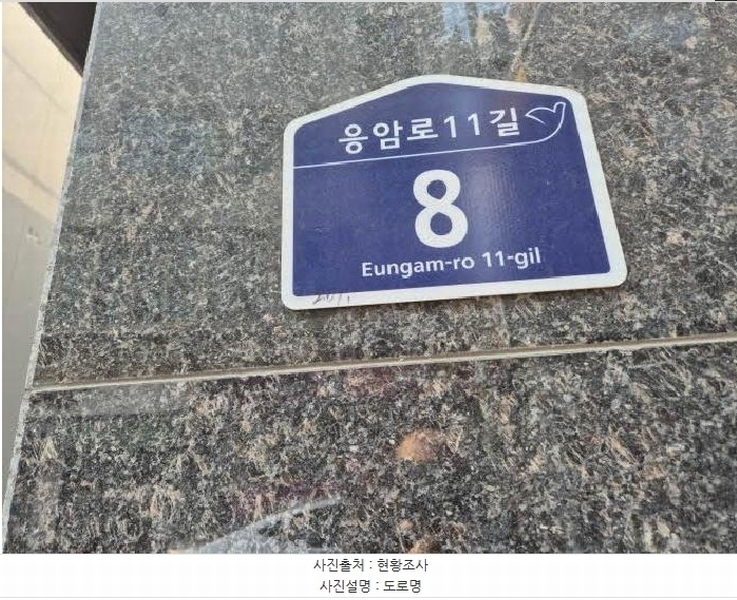 응암로11길
8
Eungam-ro 11-gil
사진출처 : 현황조사
사진설명 : 도로명